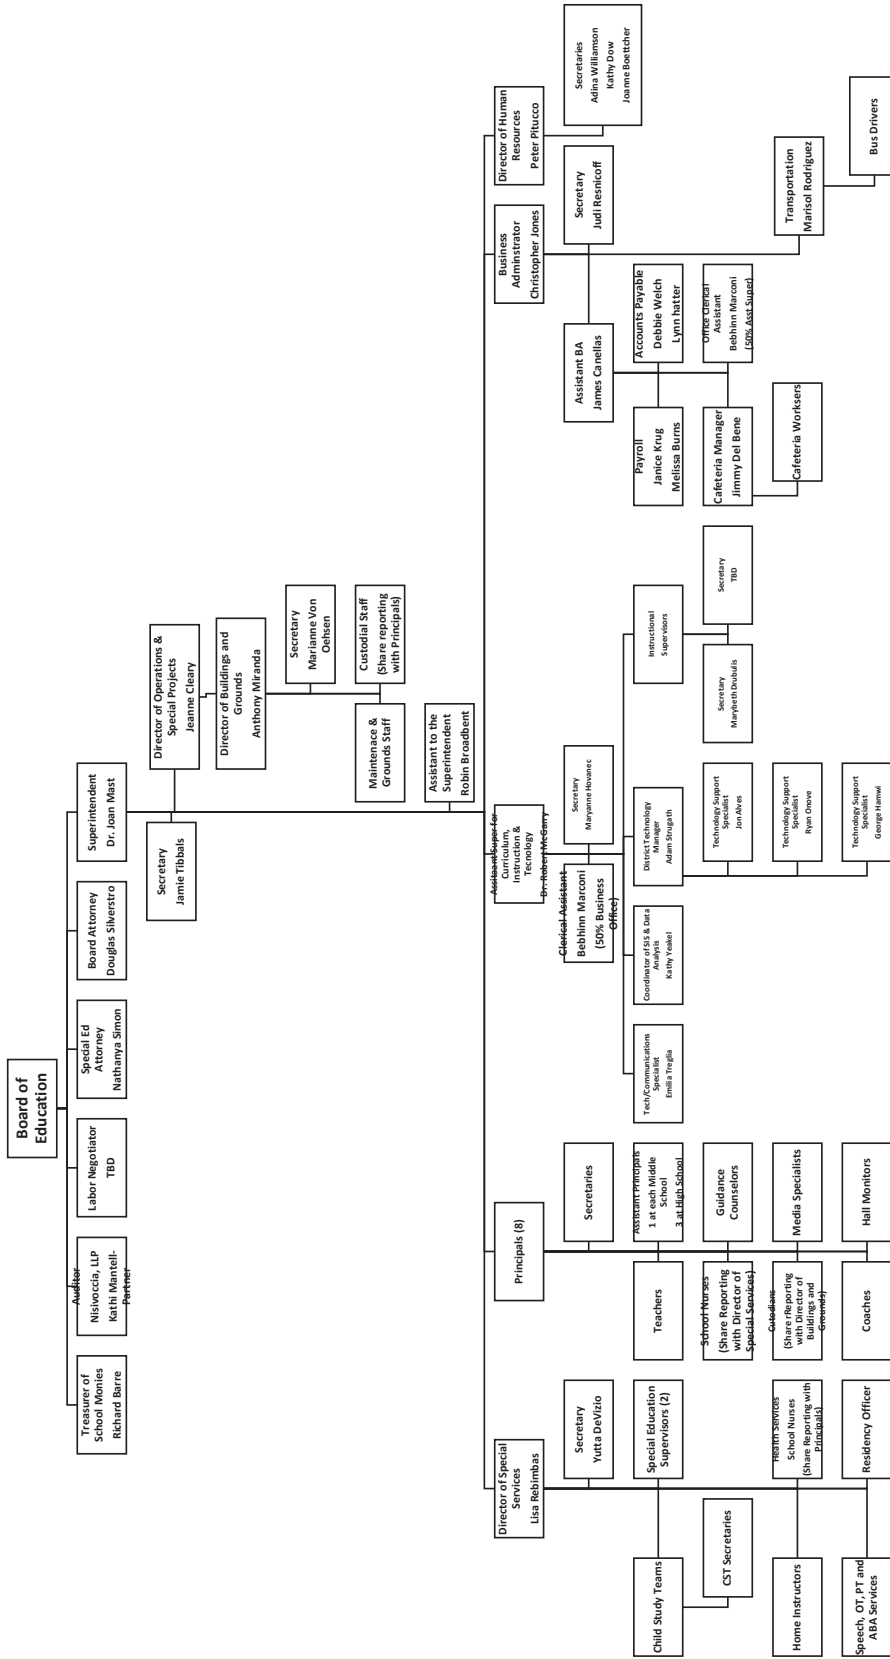 Board of
Education
Treasurer of
School Monies
Richard Barre
Auditor
Nisivoccia, LLP
Kathi Mantell-
Partner
Labor Negotiator
TBD
Special Ed
Attorney
Nathanya Simon
Board Attorney
Douglas Silverstro
Superintendent
Dr. Joan Mast
Secretary
Jamie Tibbals
Director of Operations &
Special Projects
Jeanne Cleary
Director of Buildings and
Grounds
Anthony Miranda
Secretary
Marianne Von
Oehsen
Maintenace &
Grounds Staff
Custodial Staff
(Share reporting
with Principals)
Assistant to the
Superintendent
Robin Broadbent
Director of Special
Services
Lisa Rebimbas
Secretary
Yutta DeVizio
Child Study Teams
Special Education
Supervisors (2)
CST Secretaries
Home Instructors
Health Services
School Nurses
(Share Reporting with
Principals)
Speech, OT, PT and
ABA Services
Residency Officer
Principals (8)
Secretaries
Teachers
Assistant Principals
1 at each Middle
School
3 at High School
School Nurses
(Share Reporting
with Director of
Special Services)
Guidance
Counselors
Cutodians
(Share rReporting
with Director of
Buildings and
Grounds)
Media Specialists
Coaches
Hall Monitors
Assitaant Super for
Curriculum,
Instruction &
Tecnology
Dr. Robert McGarry
Clerical Assistant
Bebhinn Marconi
(50% Business
Office)
Secretary
Maryanne Hovanec
Tech/Communications
Specialist
Emilia Treglia
Coordinator of SIS & Data
Analysis
Kathy Yeakel
District Technology
Manager
Adam Strugath
Technology Support
Specialist
Jon Alves
Technology Support
Specialist
Ryan Onove
Technology Support
Specialist
George Hamwi
Instructional
Supervisors
Secretary
Marybeth Drubulis
Secretary
TBD
Business
Adminstrator
Christopher Jones
Assistant BA
James Canellas
Secretary
Judi Resnicoff
Payroll
Janice Krug
Melissa Burns
Accounts Payable
Debbie Welch
Lynn hatter
Cafeteria Manager
Jimmy Del Bene
Office Clerical
Assistant
Bebhinn Marconi
(50% Asst Super)
Cafeteria Worksers
Transportation
Marisol Rodriguez
Bus Drivers
Director of Human
Resources
Peter Pitucco
Secretaries
Adina Williamson
Kathy Dow
Joanne Boettcher